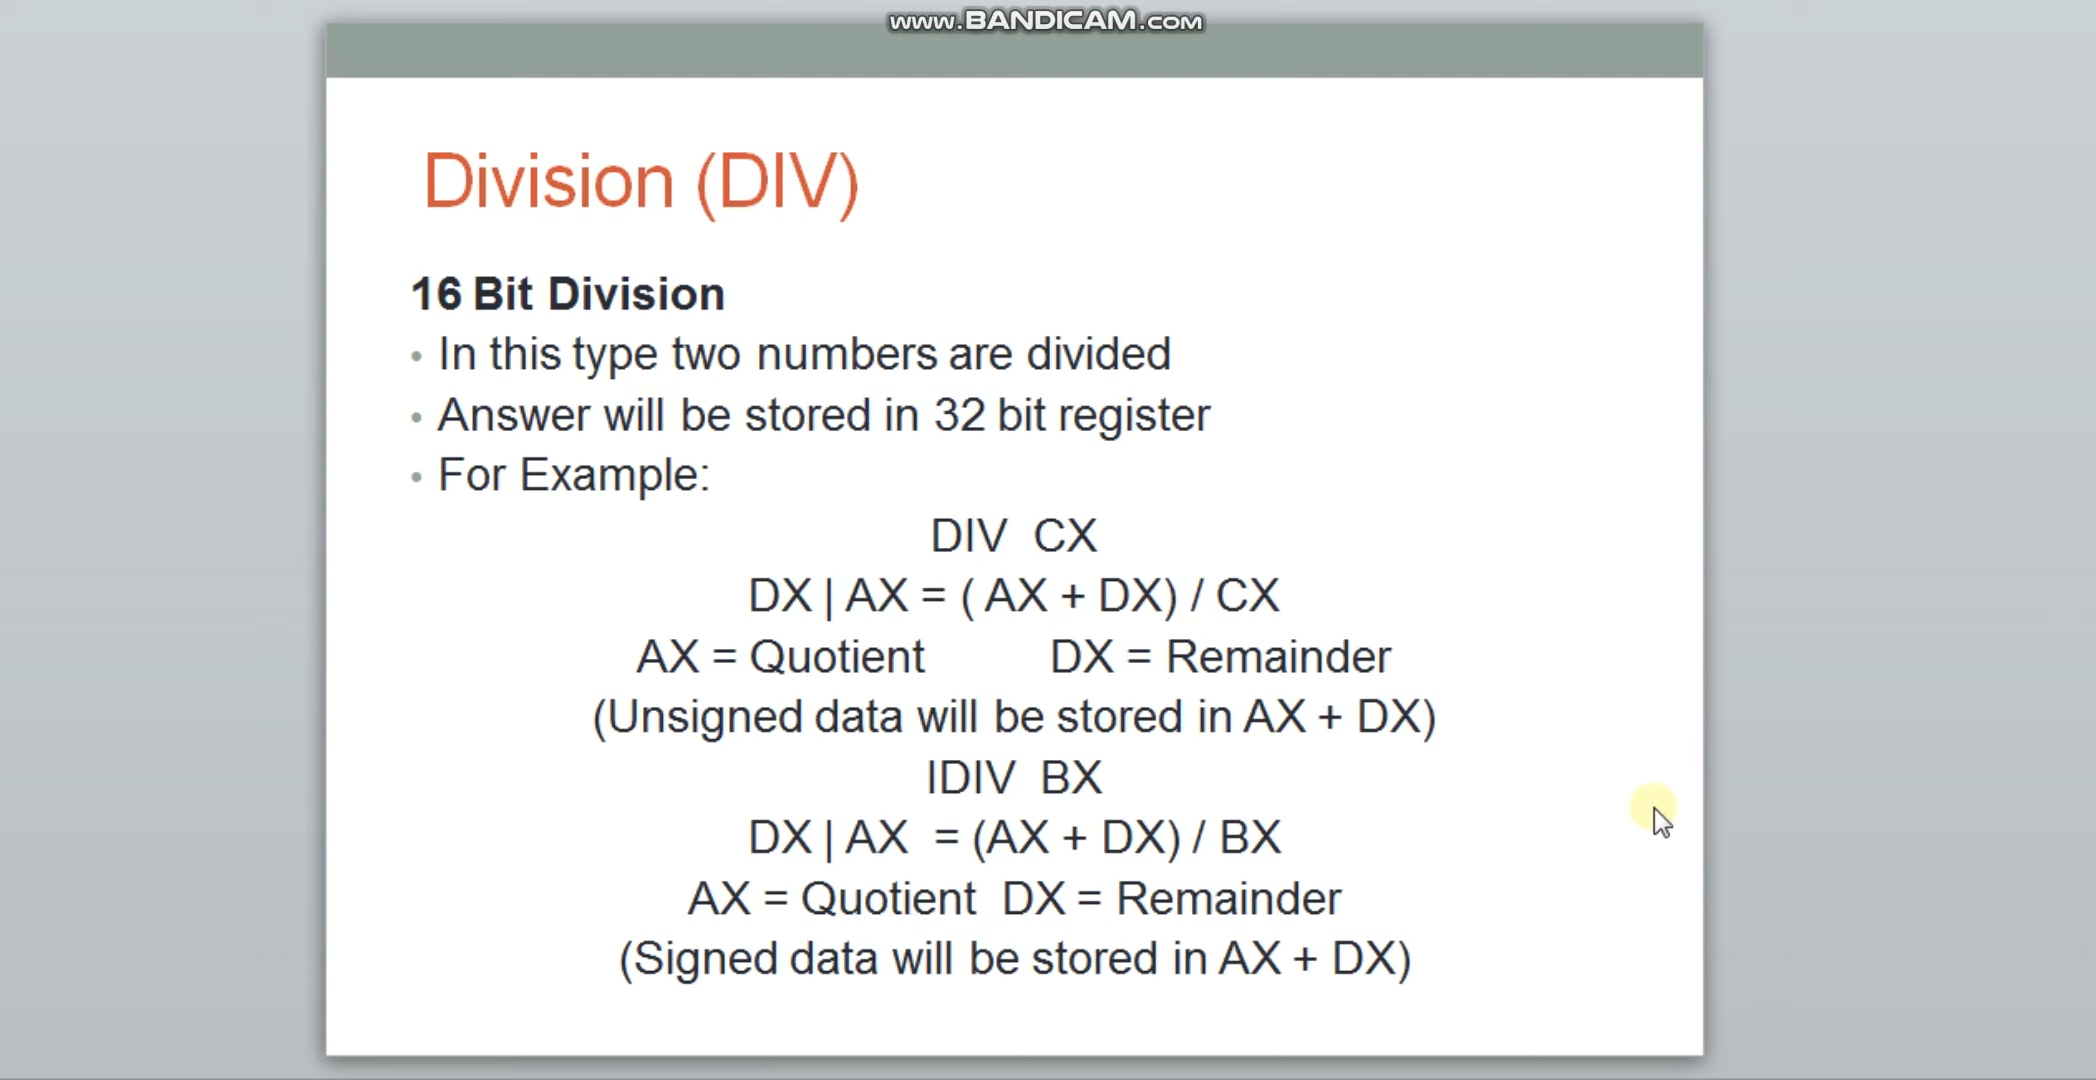 www.BANDICAM.com
Division (DIV)
16 Bit Division
• In this type two numbers are divided
• Answer will be stored in 32 bit register
• For Example:
DIV CX
DX | AX = ( AX + DX) / CX
AX = Quotient DX = Remainder
(Unsigned data will be stored in AX + DX)
IDIV BX
DX | AX = (AX + DX) / BX
AX = Quotient DX = Remainder
(Signed data will be stored in AX + DX)